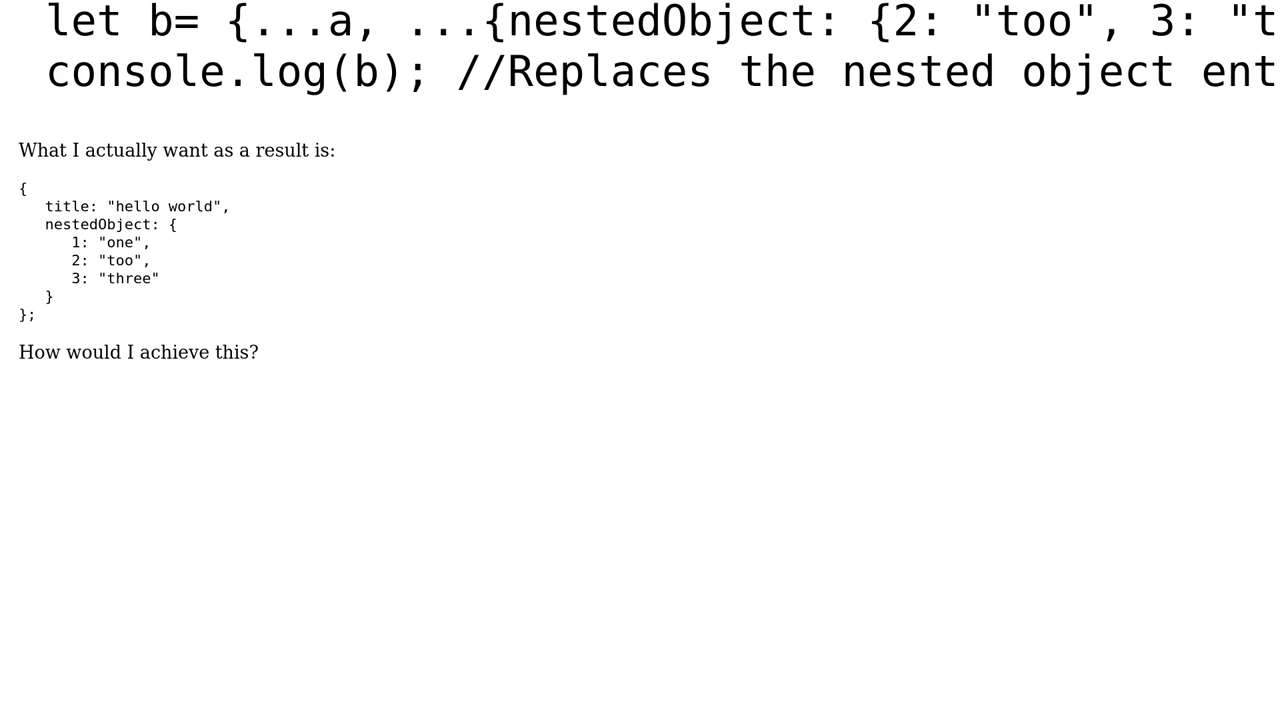 let b= {...a, ...{nestedObject: {2: "too", 3: "t
console.log(b); //Replaces the nested object ent
What I actually want as a result is:
{
   title: "hello world",
   nestedObject: {
      1: "one",
      2: "too",
      3: "three"
   }
};
How would I achieve this?